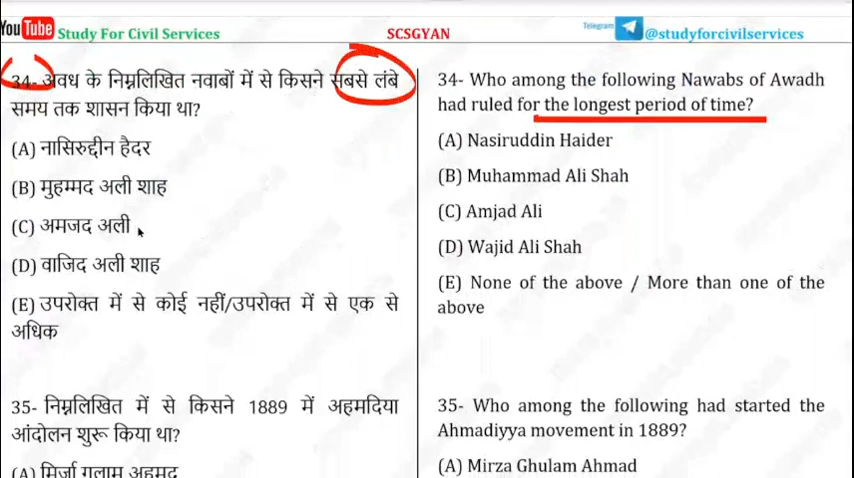 You Tube Study For Civil Services
SCSGYAN
Telegram @studyforcivilservices
34- अवध के निम्नलिखित नवाबों में से किसने सबसे लंबे
समय तक शासन किया था?
(A) नासिरुद्दीन हैदर
(B) मुहम्मद अली शाह
(C) अमजद अली
(D) वाजिद अली शाह
(E) उपरोक्त में से कोई नहीं/उपरोक्त में से एक से
अधिक
35- निम्नलिखित में से किसने 1889 में अहमदिया
आंदोलन शुरू किया था?
(A) मिर्ज़ा गुलाम अहमद
34- Who among the following Nawabs of Awadh
had ruled for the longest period of time?
(A) Nasiruddin Haider
(B) Muhammad Ali Shah
(C) Amjad Ali
(D) Wajid Ali Shah
(E) None of the above / More than one of the
above
35- Who among the following had started the
Ahmadiyya movement in 1889?
(A) Mirza Ghulam Ahmad